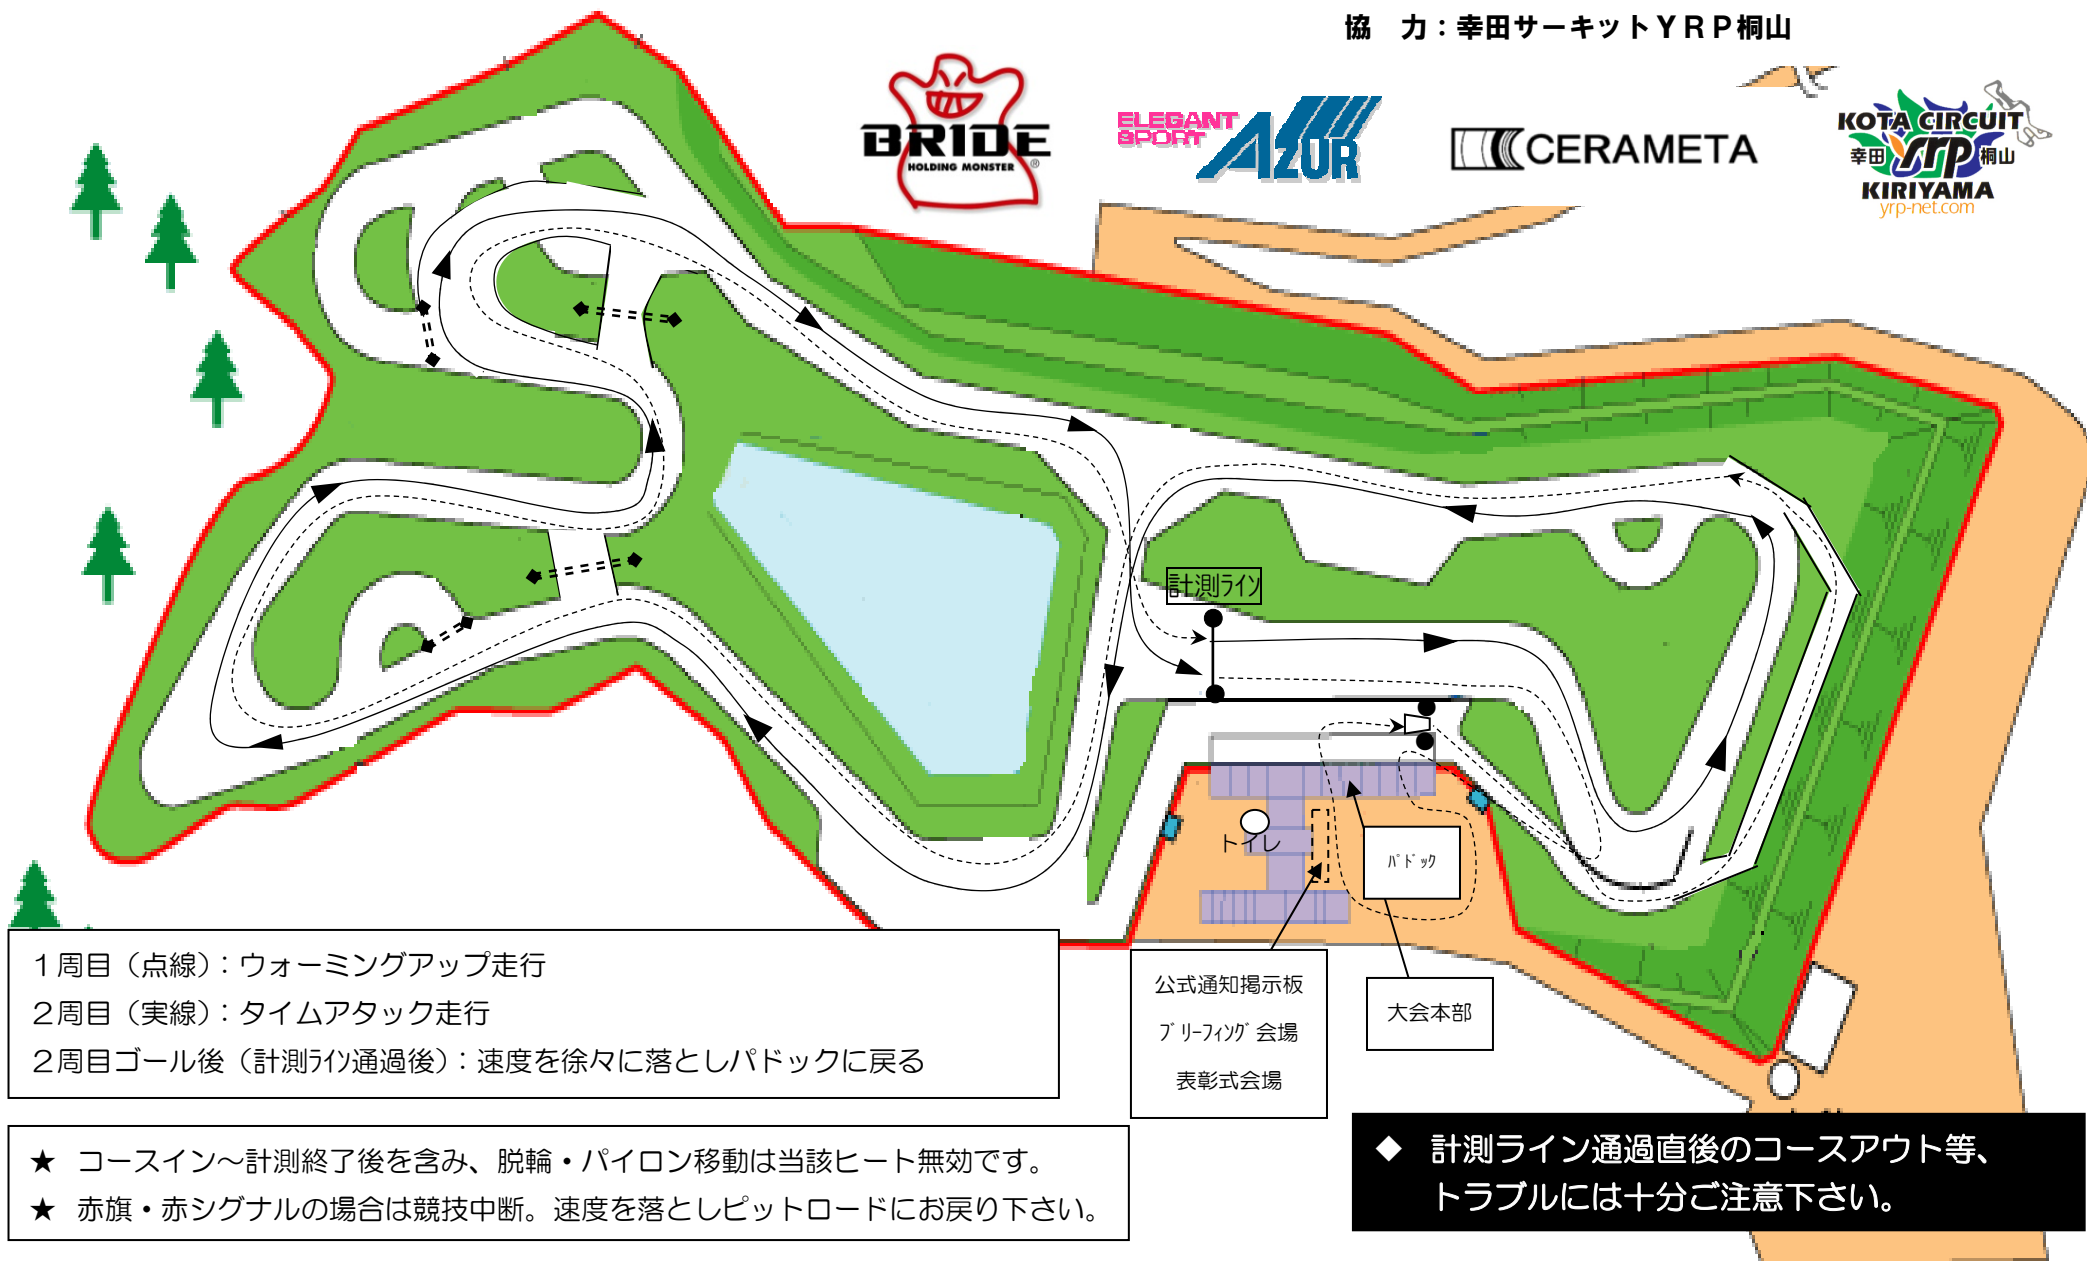 協　力：幸田サーキットＹＲＰ桐山
BRIDE
HOLDING MONSTER
®
ELEGANT
SPORT
AZUR
CERAMETA
KOTA CIRCUIT
幸田 yrp 桐山
KIRIYAMA
yrp-net.com
計測ﾗｲﾝ
トイレ
ﾊﾟﾄﾞｯｸ
公式通知掲示板
ﾌﾞﾘｰﾌｨﾝｸﾞ会場
表彰式会場
大会本部
１周目（点線）：ウォーミングアップ走行
２周目（実線）：タイムアタック走行
２周目ゴール後（計測ﾗｲﾝ通過後）：速度を徐々に落としパドックに戻る
★　コースイン～計測終了後を含み、脱輪・パイロン移動は当該ヒート無効です。
★　赤旗・赤シグナルの場合は競技中断。速度を落としピットロードにお戻り下さい。
◆　計測ライン通過直後のコースアウト等、
トラブルには十分ご注意下さい。